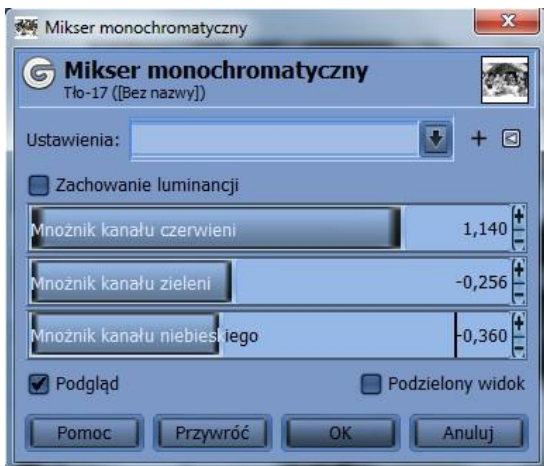 Mikser monochromatyczny
Mikser monochromatyczny
Tło-17 ([Bez nazwy])
Ustawienia:
Zachowanie luminancji
Mnożnik kanału czerwieni 1,140
Mnożnik kanału zieleni -0,256
Mnożnik kanału niebieskiego -0,360
Podgląd Podzielony widok
Pomoc Przywróć OK Anuluj